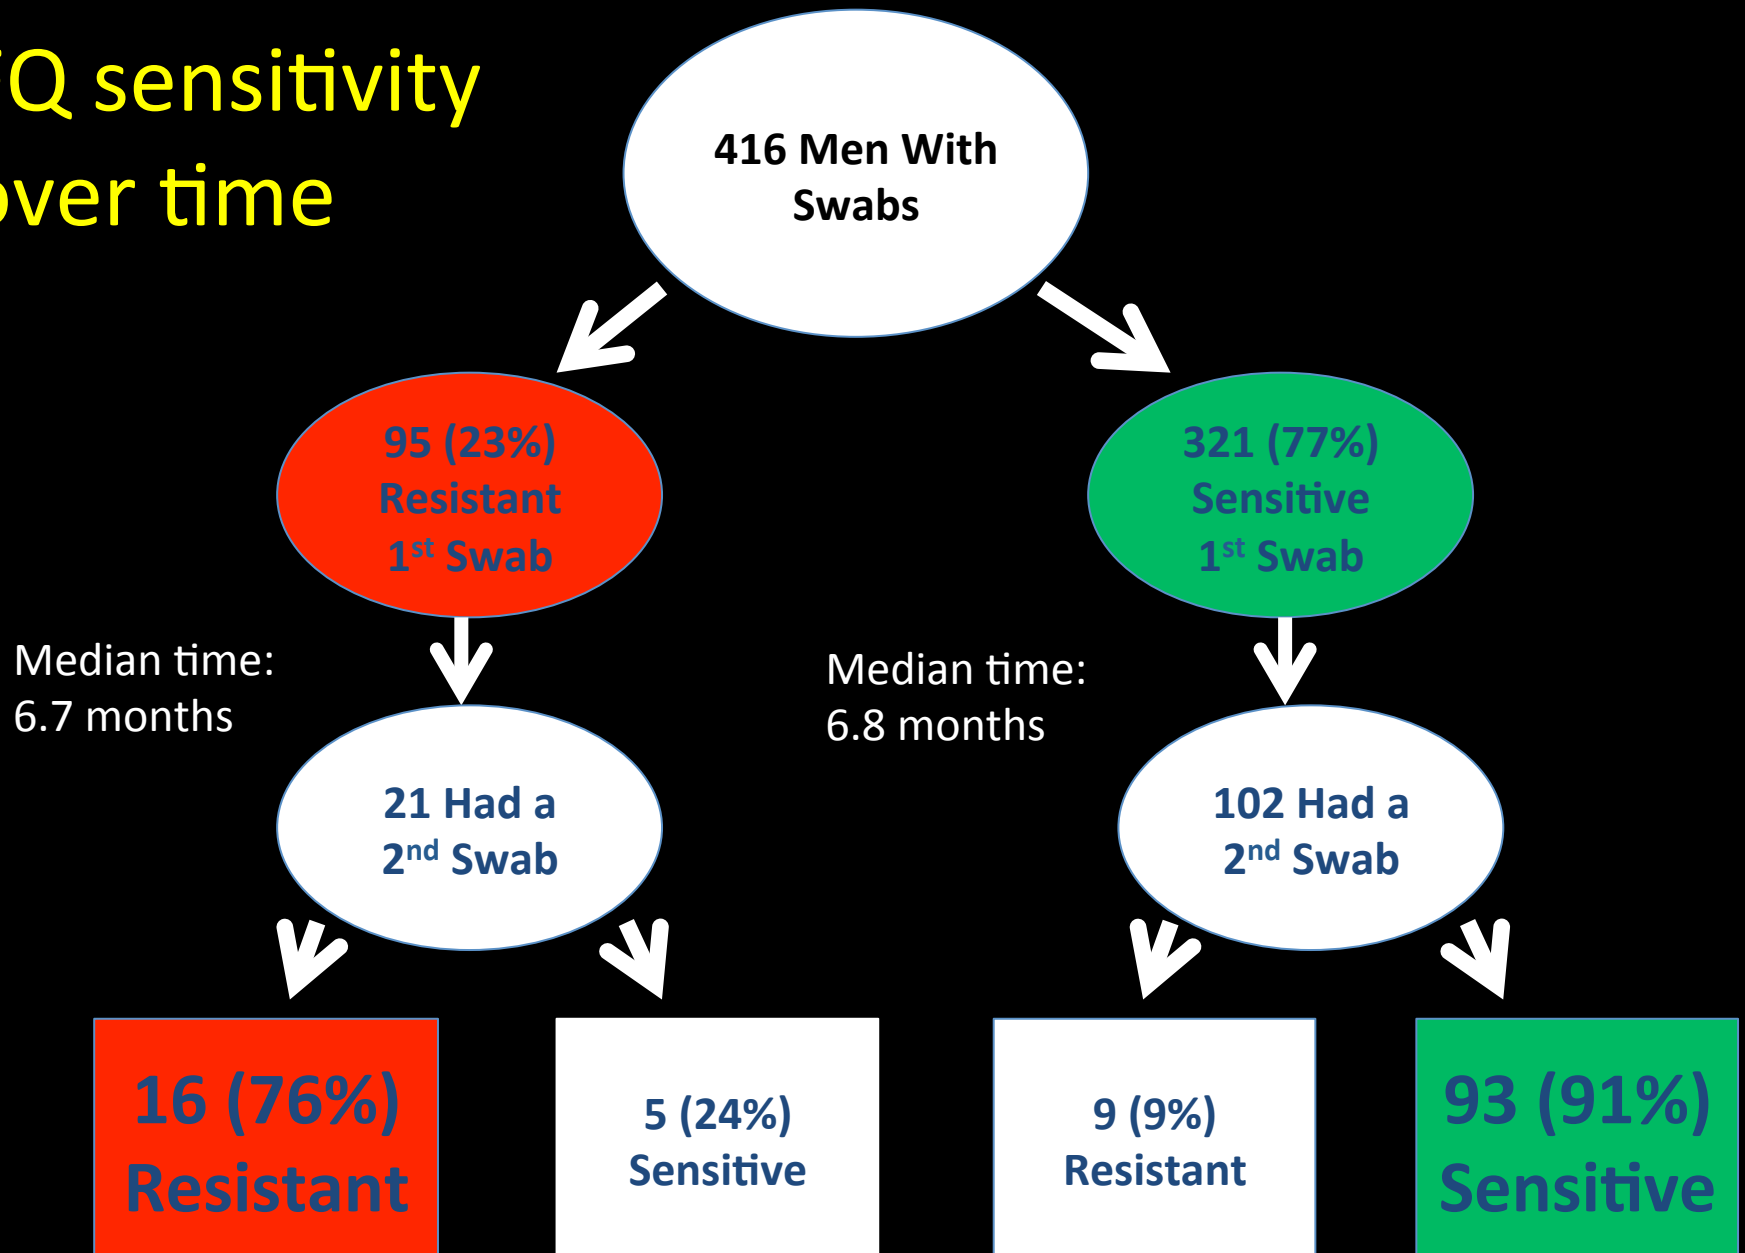 FQ sensitivity
over time
416 Men With
Swabs
95 (23%)
Resistant
1st Swab
321 (77%)
Sensitive
1st Swab
Median time:
6.7 months
Median time:
6.8 months
21 Had a
2nd Swab
102 Had a
2nd Swab
16 (76%)
Resistant
5 (24%)
Sensitive
9 (9%)
Resistant
93 (91%)
Sensitive